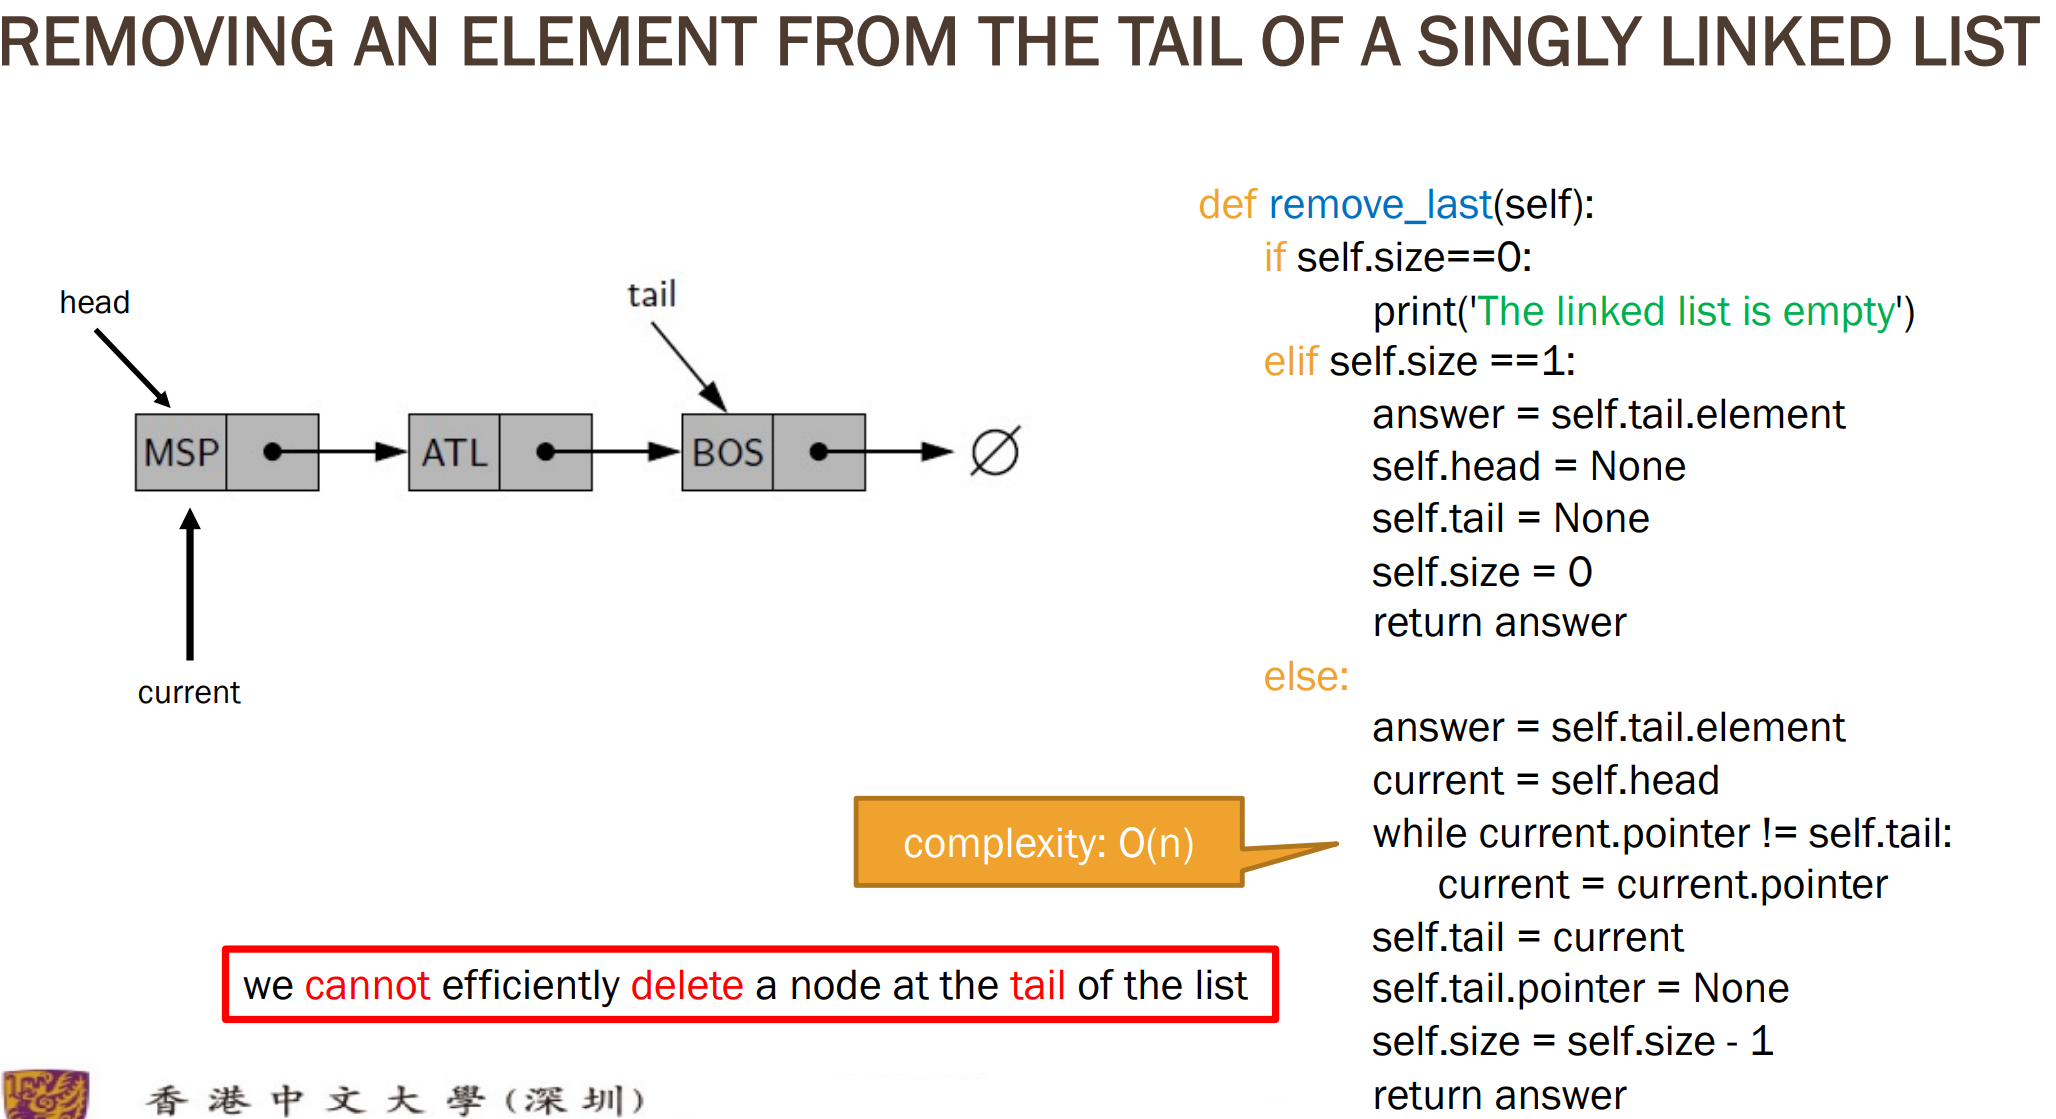 REMOVING AN ELEMENT FROM THE TAIL OF A SINGLY LINKED LIST
head
tail
MSP
ATL
BOS
∅
current
def remove_last(self):
if self.size==0:
print('The linked list is empty')
elif self.size ==1:
answer = self.tail.element
self.head = None
self.tail = None
self.size = 0
return answer
else:
answer = self.tail.element
current = self.head
while current.pointer != self.tail:
current = current.pointer
self.tail = current
self.tail.pointer = None
self.size = self.size - 1
return answer
complexity: O(n)
we cannot efficiently delete a node at the tail of the list
香港中文大學(深圳)